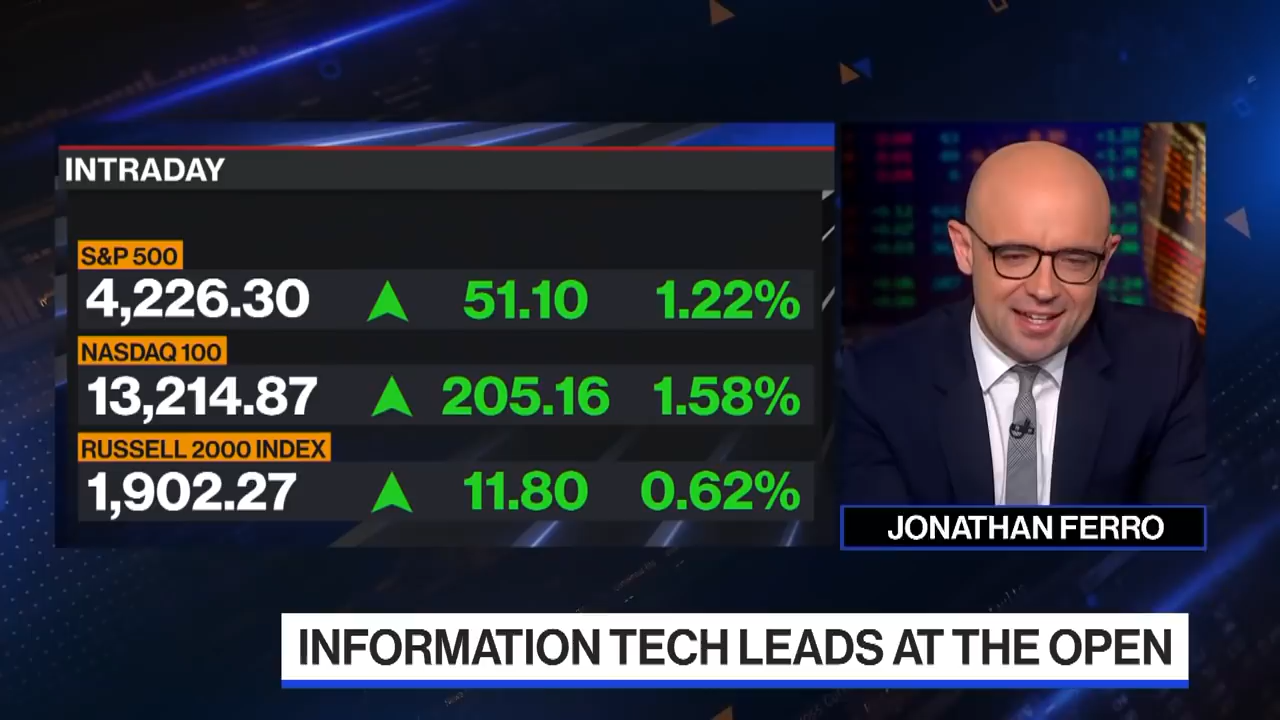 INTRADAY
S&P 500
4,226.30 ▲ 51.10 1.22%
NASDAQ 100
13,214.87 ▲ 205.16 1.58%
RUSSELL 2000 INDEX
1,902.27 ▲ 11.80 0.62%
JONATHAN FERRO
INFORMATION TECH LEADS AT THE OPEN